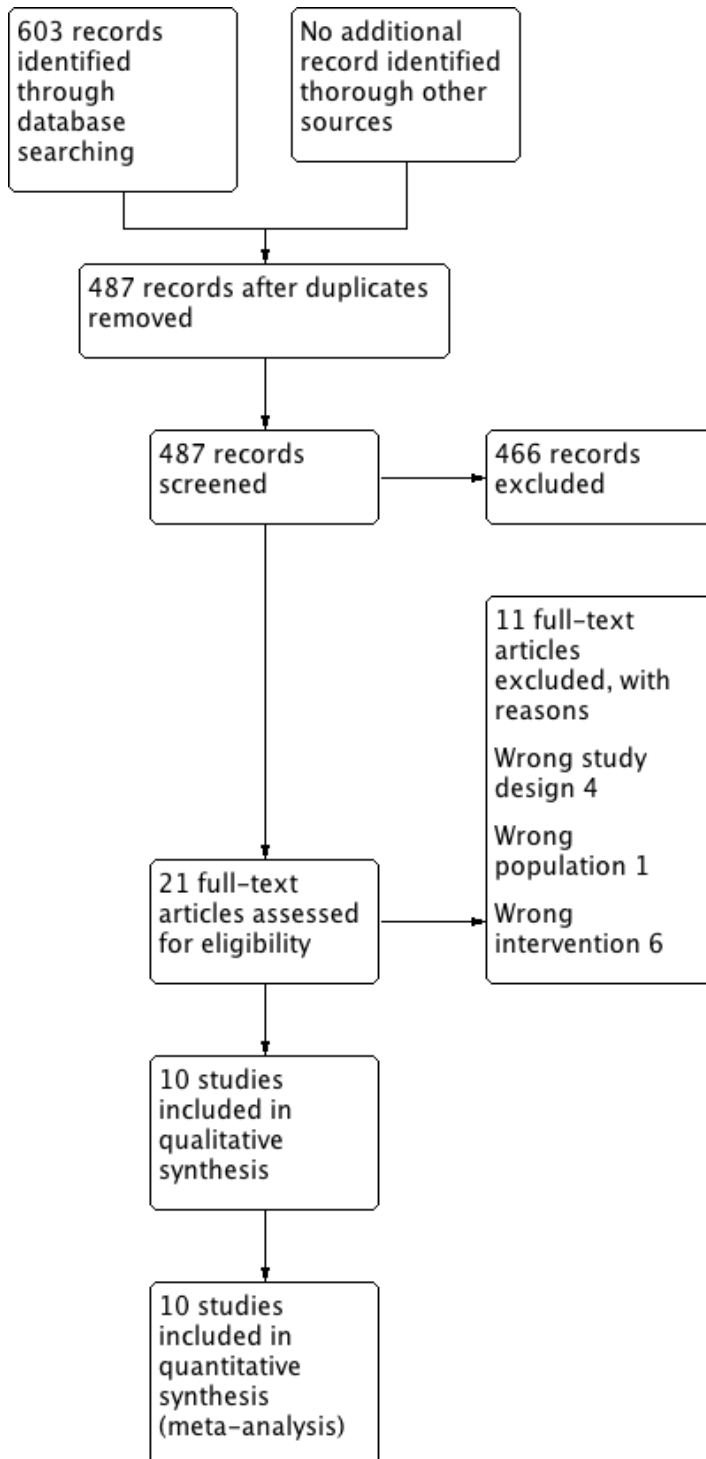 603 records
identified
through
database
searching
No additional
record identified
thorough other
sources
487 records after duplicates
removed
487 records
screened
466 records
excluded
11 full-text
articles
excluded, with
reasons
Wrong study
design 4
Wrong
population 1
Wrong
intervention 6
21 full-text
articles assessed
for eligibility
10 studies
included in
qualitative
synthesis
10 studies
included in
quantitative
synthesis
(meta-analysis)